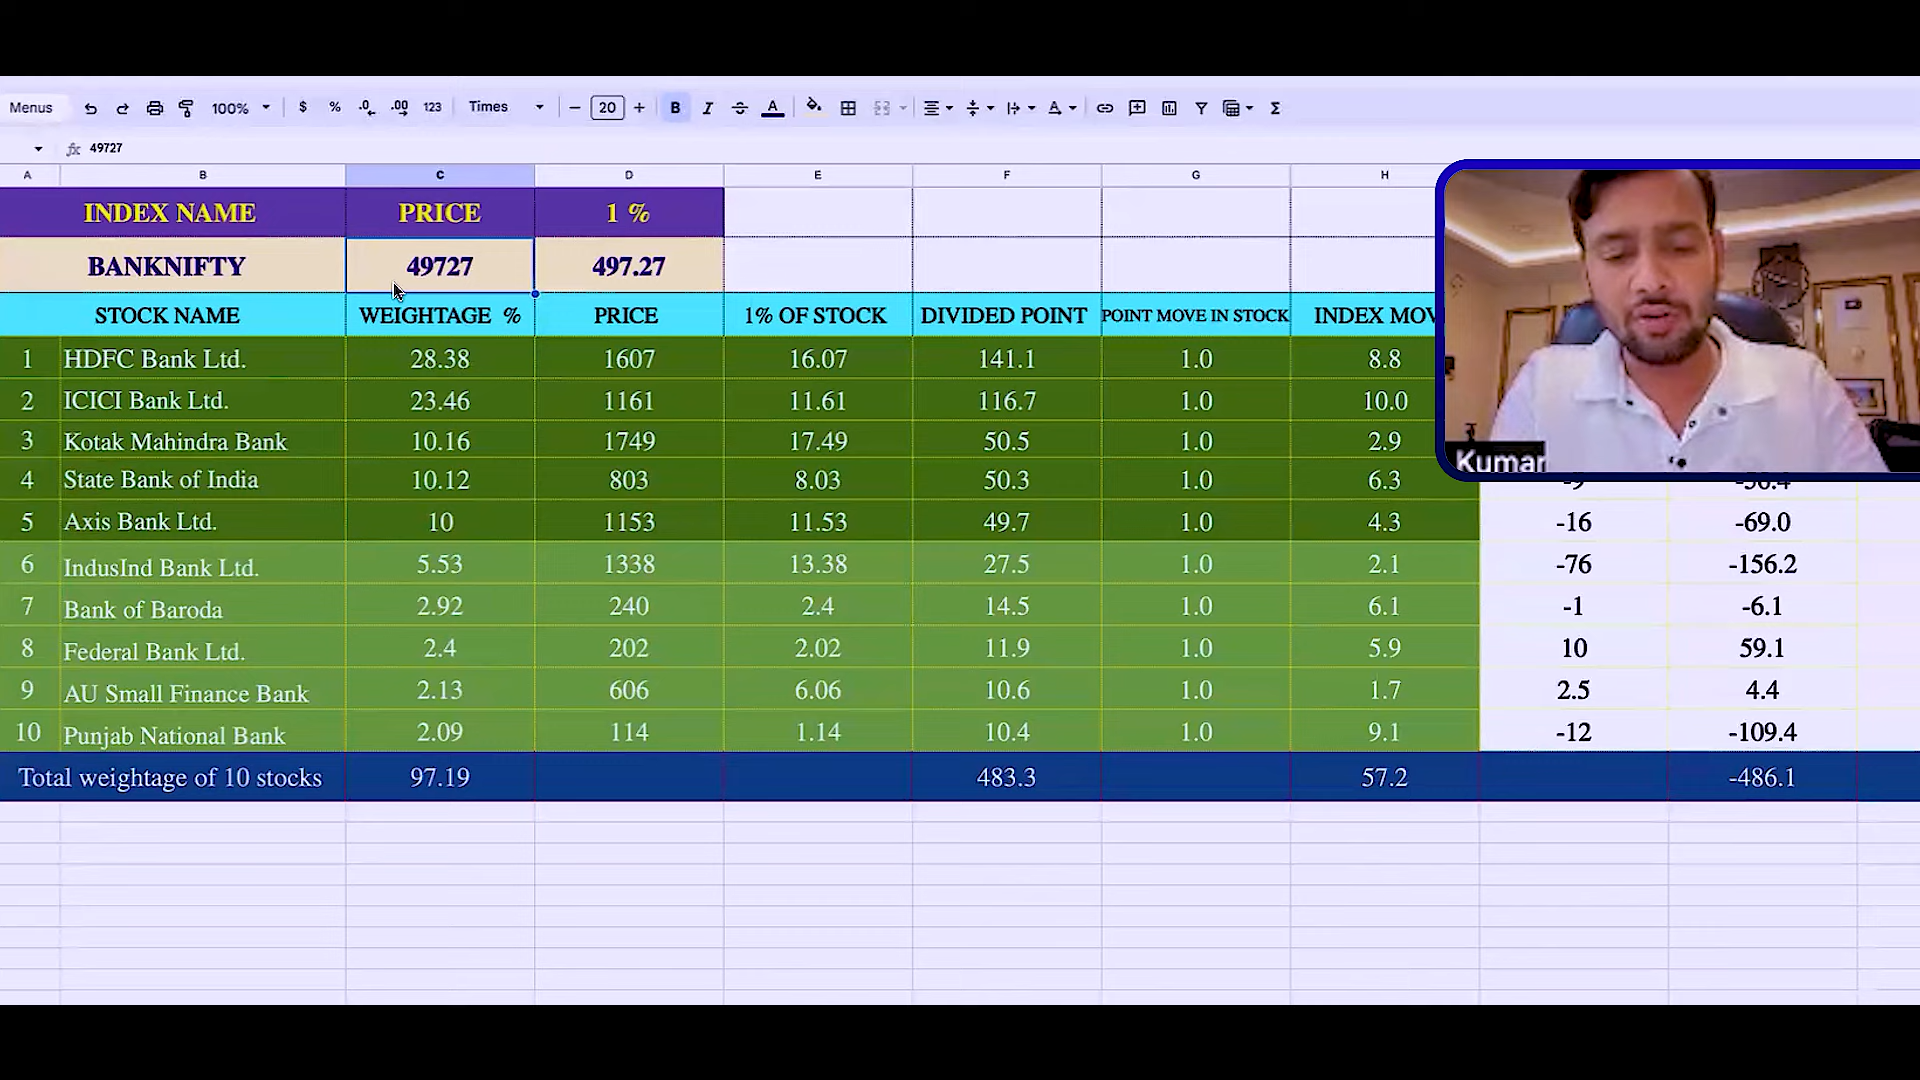 Menus 100% $ % .0 .00 123 Times 20 B I A A Σ
fx 49727
A B C D E F G H
INDEX NAME PRICE 1 %
BANKNIFTY 49727 497.27
STOCK NAME WEIGHTAGE % PRICE 1% OF STOCK DIVIDED POINT POINT MOVE IN STOCK INDEX MOV
1 HDFC Bank Ltd. 28.38 1607 16.07 141.1 1.0 8.8
2 ICICI Bank Ltd. 23.46 1161 11.61 116.7 1.0 10.0
3 Kotak Mahindra Bank 10.16 1749 17.49 50.5 1.0 2.9
Kumar
4 State Bank of India 10.12 803 8.03 50.3 1.0 6.3 -9
5 Axis Bank Ltd. 10 1153 11.53 49.7 1.0 4.3 -16 -69.0
6 IndusInd Bank Ltd. 5.53 1338 13.38 27.5 1.0 2.1 -76 -156.2
7 Bank of Baroda 2.92 240 2.4 14.5 1.0 6.1 -1 -6.1
8 Federal Bank Ltd. 2.4 202 2.02 11.9 1.0 5.9 10 59.1
9 AU Small Finance Bank 2.13 606 6.06 10.6 1.0 1.7 2.5 4.4
10 Punjab National Bank 2.09 114 1.14 10.4 1.0 9.1 -12 -109.4
Total weightage of 10 stocks 97.19 483.3 57.2 -486.1